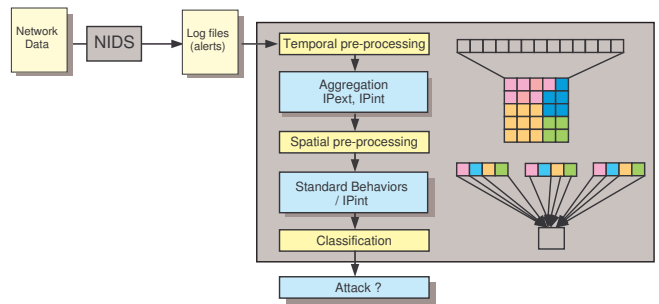 Network
Data
NIDS
Log files
(alerts)
Temporal pre-processing
Aggregation
IPext, IPint
Spatial pre-processing
Standard Behaviors
/ IPint
Classification
Attack ?